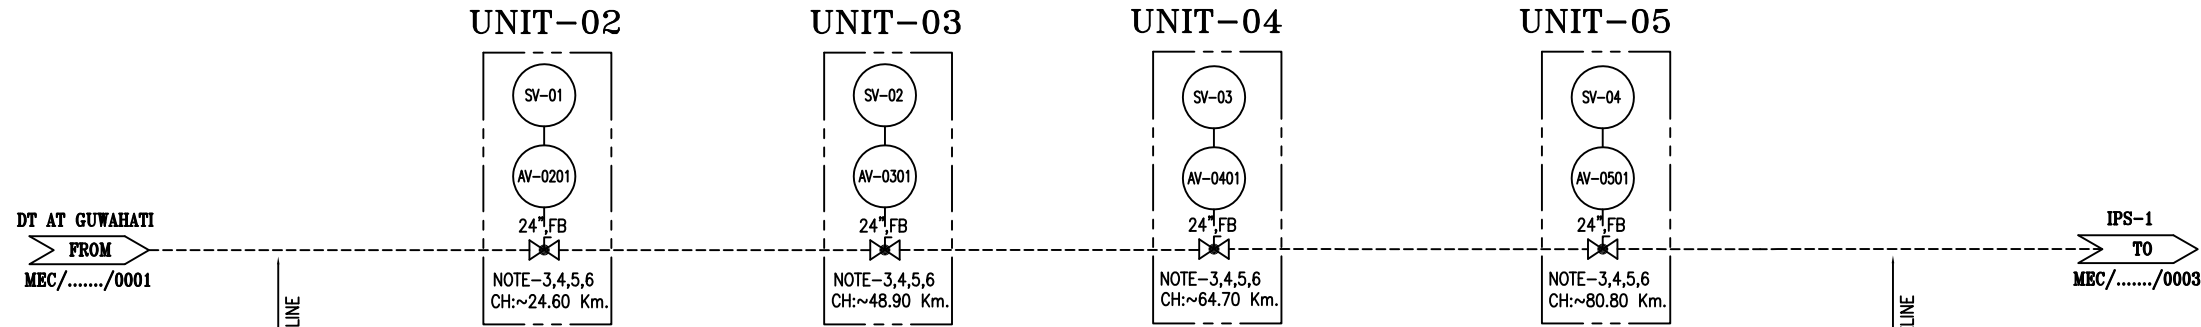 UNIT-02
UNIT-03
UNIT-04
UNIT-05
SV-01
SV-02
SV-03
SV-04
AV-0201
AV-0301
AV-0401
AV-0501
24",FB
24",FB
24",FB
24",FB
DT AT GUWAHATI
FROM
MEC/......./0001
IPS-1
TO
MEC/......./0003
NOTE-3,4,5,6
CH:~24.60 Km.
NOTE-3,4,5,6
CH:~48.90 Km.
NOTE-3,4,5,6
CH:~64.70 Km.
NOTE-3,4,5,6
CH:~80.80 Km.
LINE
LINE